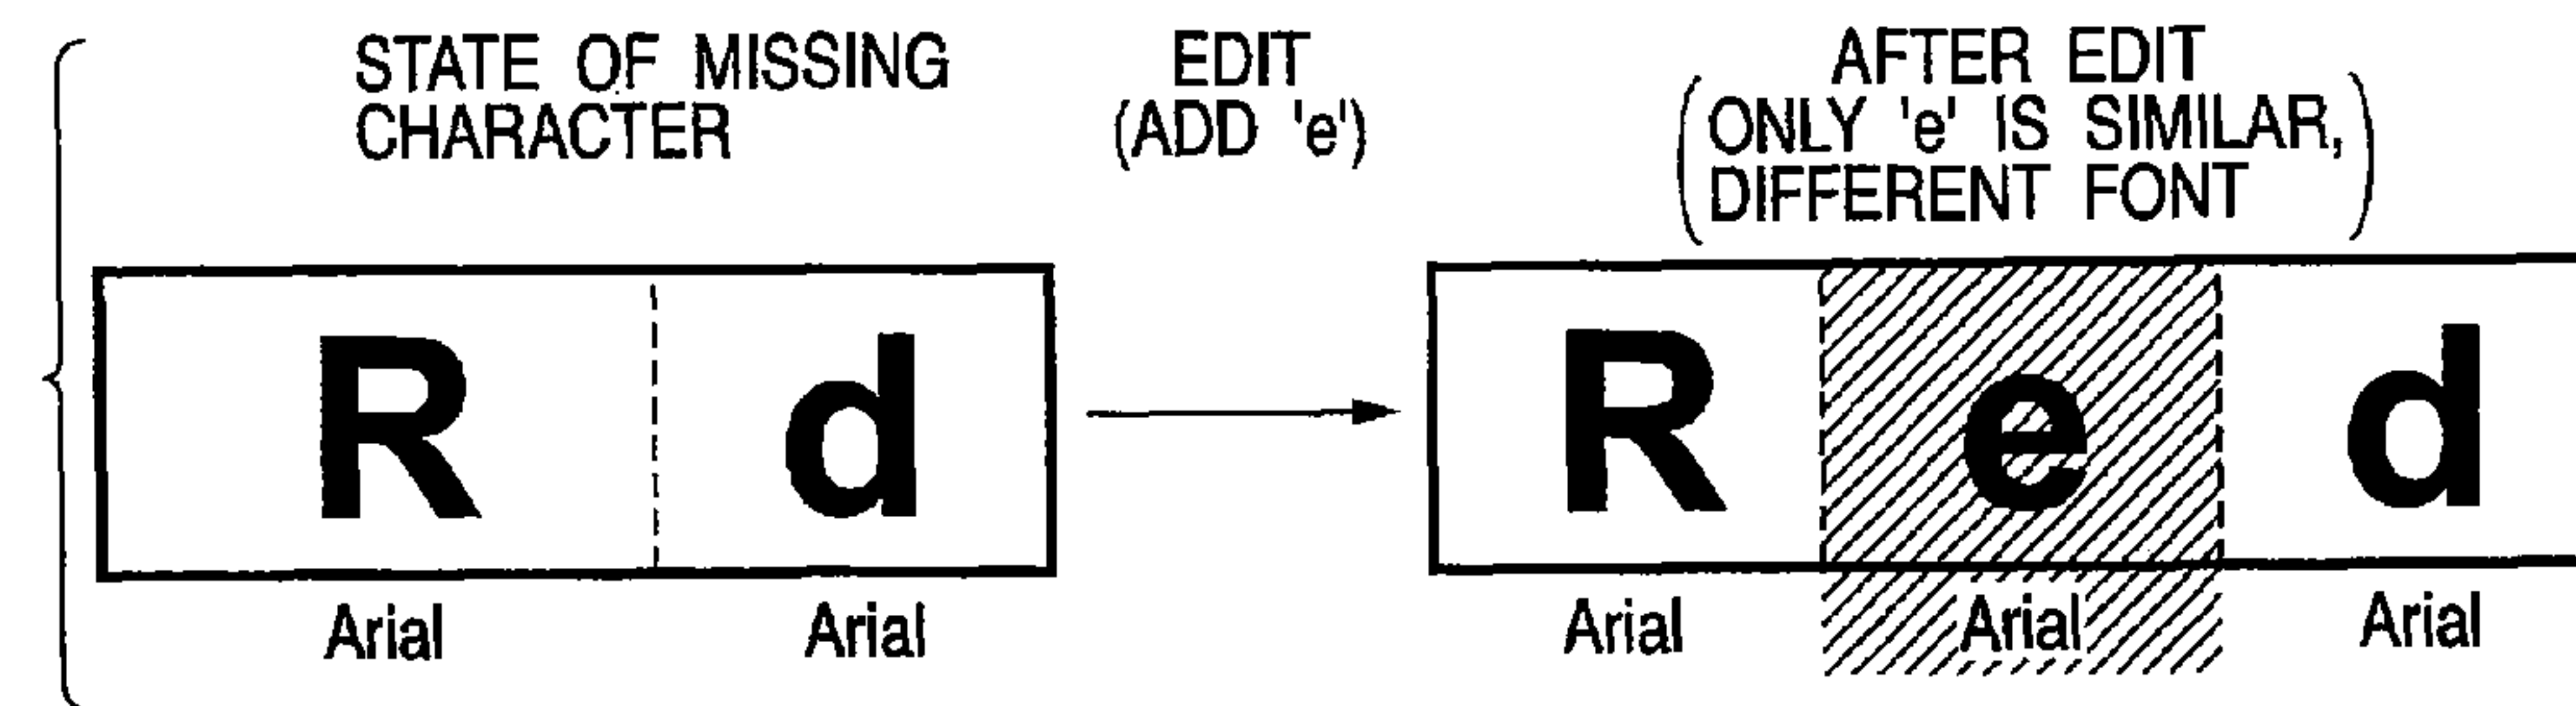 STATE OF MISSING
CHARACTER
EDIT
(ADD 'e')
AFTER EDIT
(ONLY 'e' IS SIMILAR,
DIFFERENT FONT)
R d
R e d
Arial Arial
Arial Arial Arial